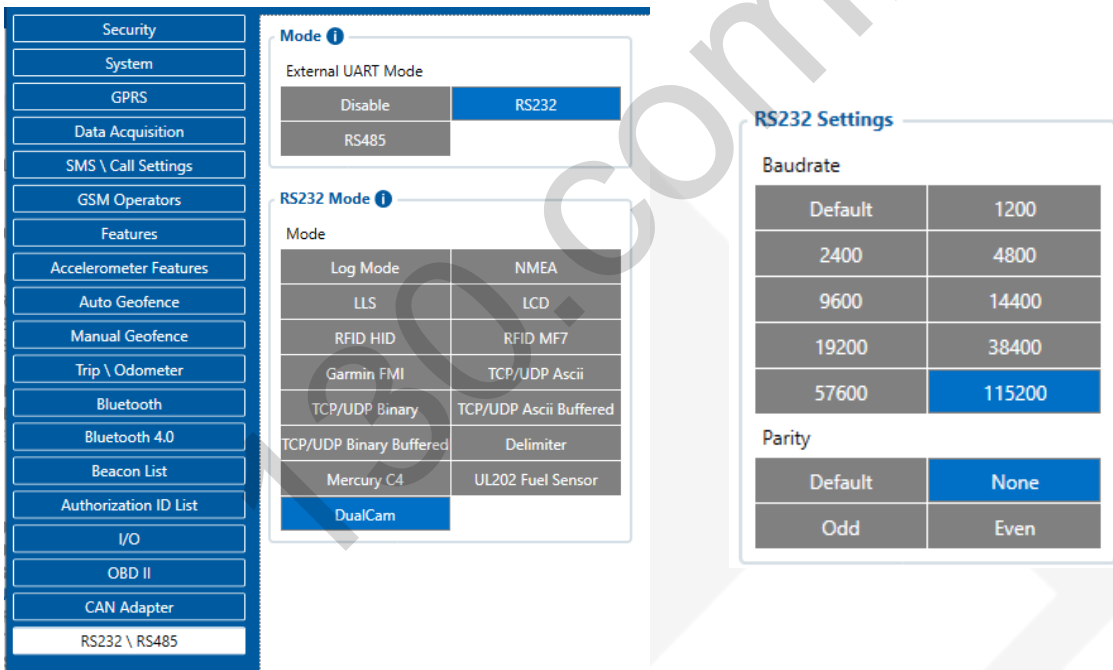 Security
System
GPRS
Data Acquisition
SMS \ Call Settings
GSM Operators
Features
Accelerometer Features
Auto Geofence
Manual Geofence
Trip \ Odometer
Bluetooth
Bluetooth 4.0
Beacon List
Authorization ID List
I/O
OBD II
CAN Adapter
RS232 \ RS485
Mode
External UART Mode
Disable RS232
RS485
RS232 Mode
Mode
Log Mode NMEA
LLS LCD
RFID HID RFID MF7
Garmin FMI TCP/UDP Ascii
TCP/UDP Binary TCP/UDP Ascii Buffered
TCP/UDP Binary Buffered Delimiter
Mercury C4 UL202 Fuel Sensor
DualCam
RS232 Settings
Baudrate
Default 1200
2400 4800
9600 14400
19200 38400
57600 115200
Parity
Default None
Odd Even
130.com